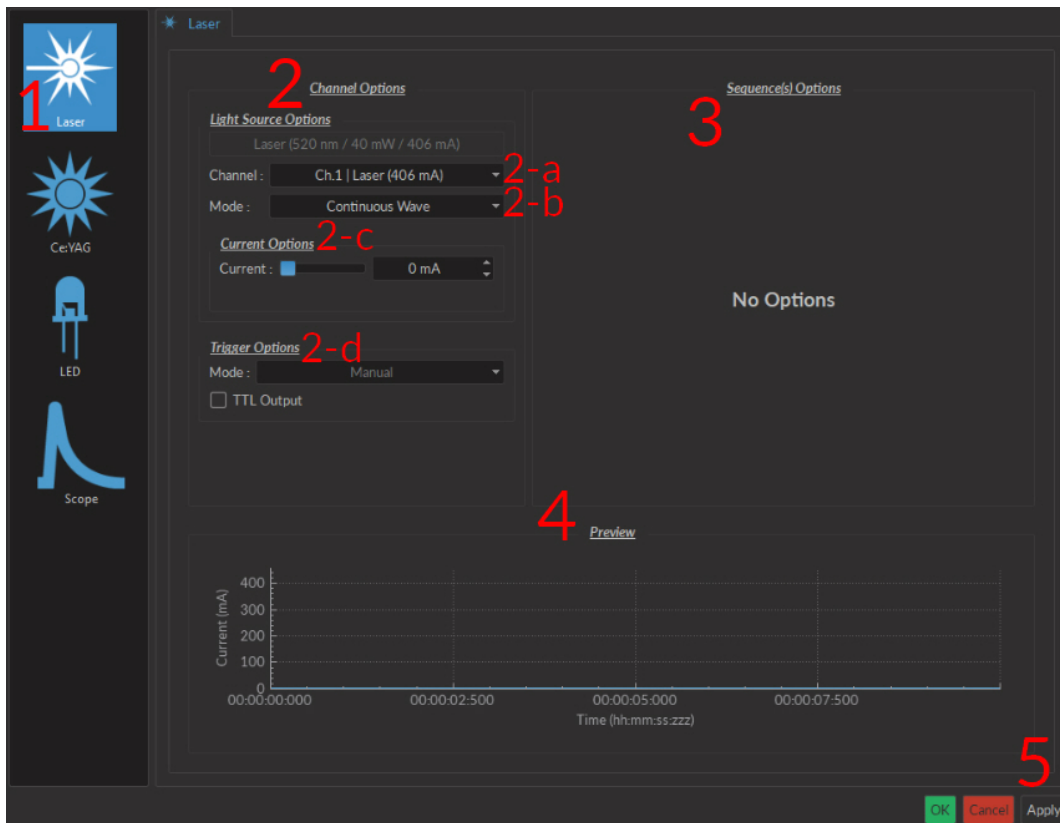 Laser
1
Laser
Ce:YAG
LED
Scope
2
Channel Options
Light Source Options
Laser (520 nm / 40 mW / 406 mA)
Channel : Ch.1 | Laser (406 mA) 2-a
Mode : Continuous Wave 2-b
Current Options 2-c
Current : 0 mA
Trigger Options 2-d
Mode : Manual
TTL Output
Sequence(s) Options
3
No Options
4
Preview
Current (mA)
400
300
200
100
0
00:00:00:000 00:00:02:500 00:00:05:000 00:00:07:500
Time (hh:mm:ss:zzz)
5
OK Cancel Apply